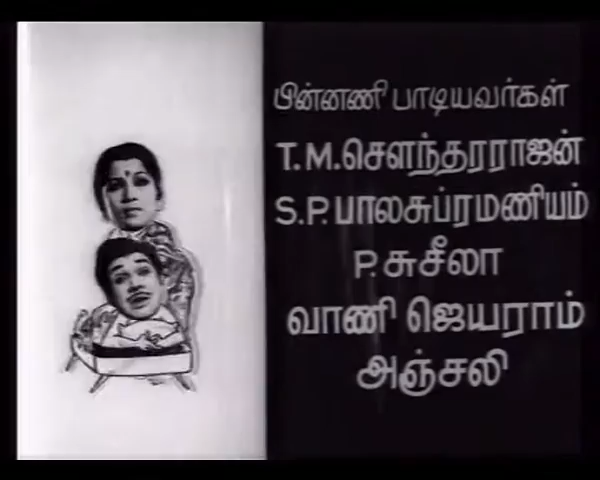 பின்னணி பாடியவர்கள்
T.M.சௌந்தரராஜன்
S.P.பாலசுப்ரமணியம்
P.சுசீலா
வாணி ஜெயராம்
அஞ்சலி